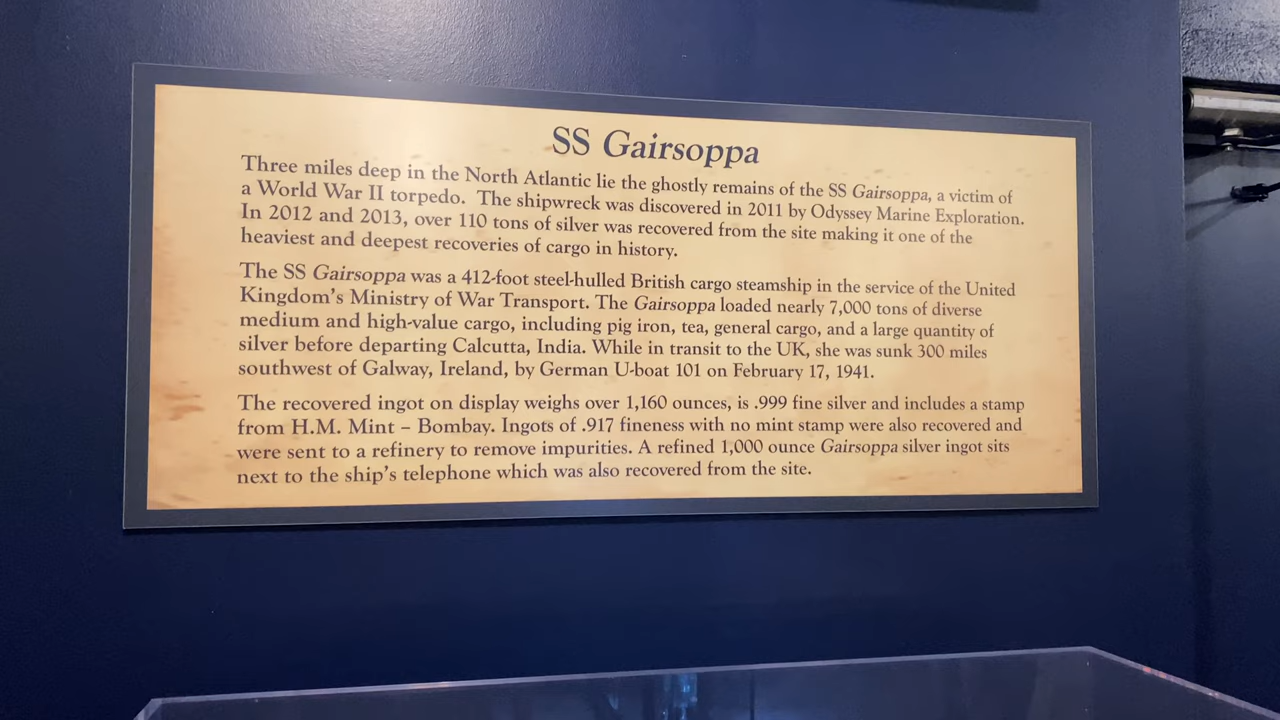 SS Gairsoppa
Three miles deep in the North Atlantic lie the ghostly remains of the SS Gairsoppa, a victim of
a World War II torpedo. The shipwreck was discovered in 2011 by Odyssey Marine Exploration.
In 2012 and 2013, over 110 tons of silver was recovered from the site making it one of the
heaviest and deepest recoveries of cargo in history.
The SS Gairsoppa was a 412-foot steel-hulled British cargo steamship in the service of the United
Kingdom's Ministry of War Transport. The Gairsoppa loaded nearly 7,000 tons of diverse
medium and high-value cargo, including pig iron, tea, general cargo, and a large quantity of
silver before departing Calcutta, India. While in transit to the UK, she was sunk 300 miles
southwest of Galway, Ireland, by German U-boat 101 on February 17, 1941.
The recovered ingot on display weighs over 1,160 ounces, is .999 fine silver and includes a stamp
from H.M. Mint – Bombay. Ingots of .917 fineness with no mint stamp were also recovered and
were sent to a refinery to remove impurities. A refined 1,000 ounce Gairsoppa silver ingot sits
next to the ship's telephone which was also recovered from the site.